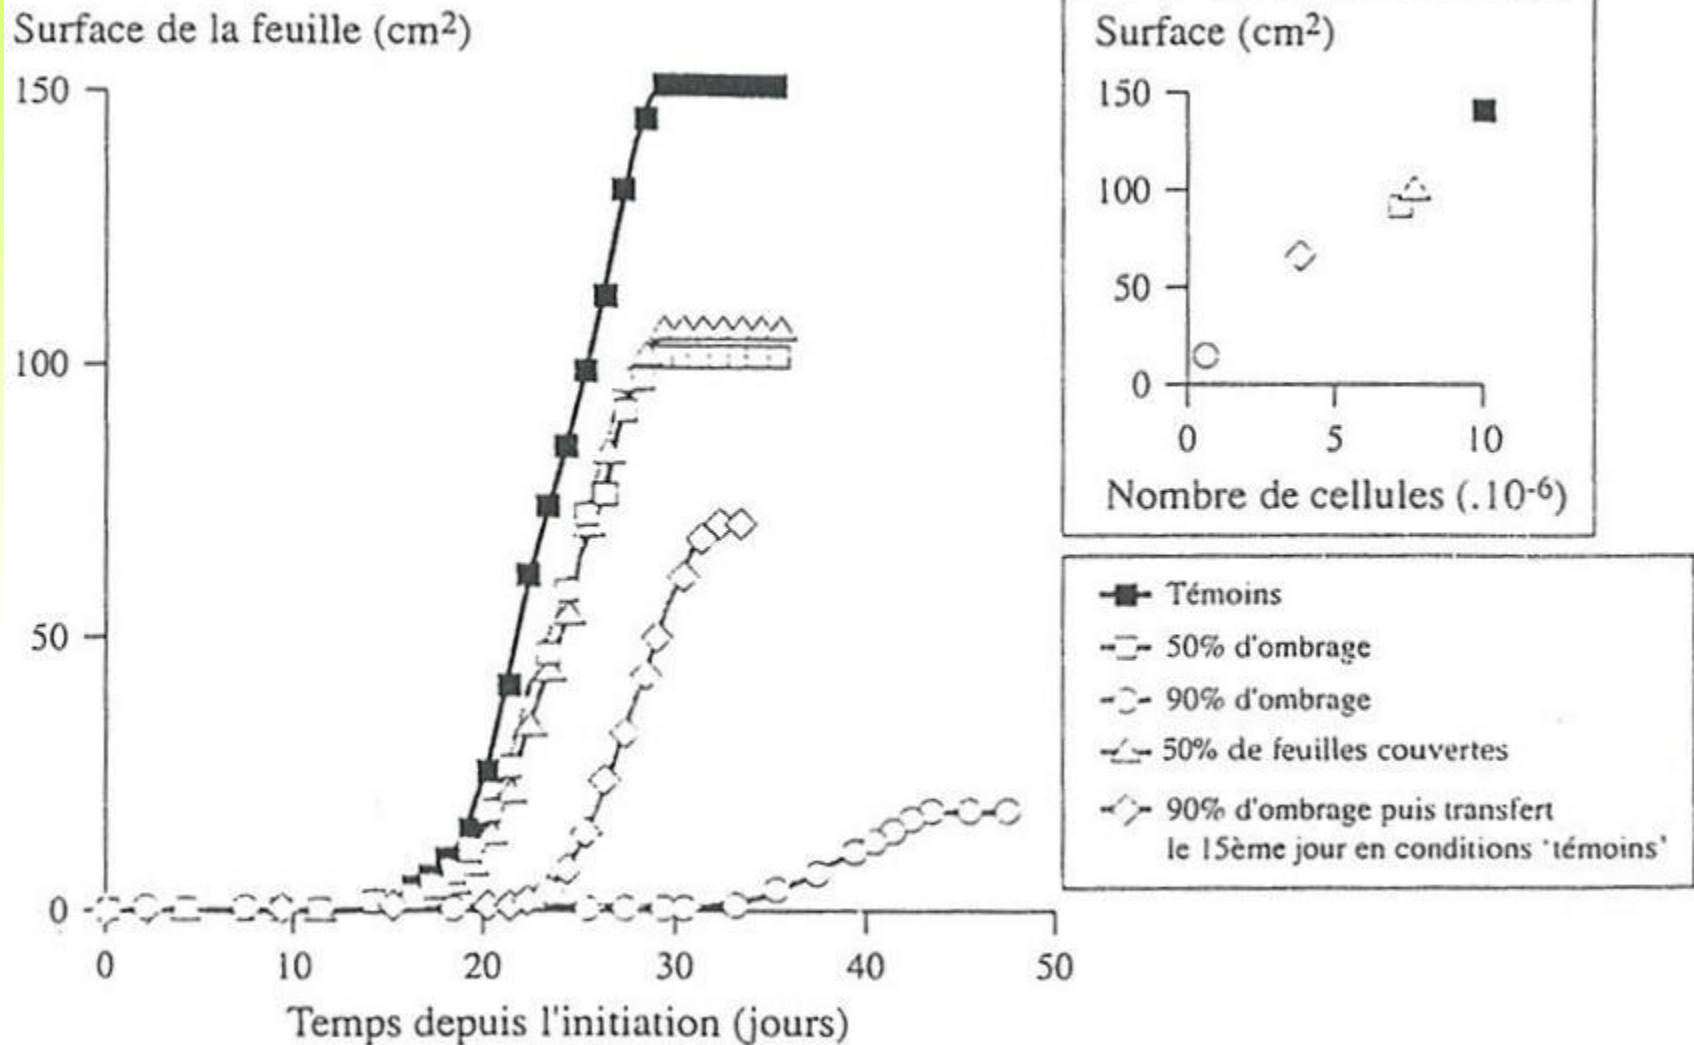 Surface de la feuille (cm²)
150
100
50
0
0 10 20 30 40 50
Temps depuis l'initiation (jours)
Surface (cm²)
150
100
50
0
0 5 10
Nombre de cellules (.10-6)
Témoins
50% d'ombrage
90% d'ombrage
50% de feuilles couvertes
90% d'ombrage puis transfert
le 15ème jour en conditions 'témoins'